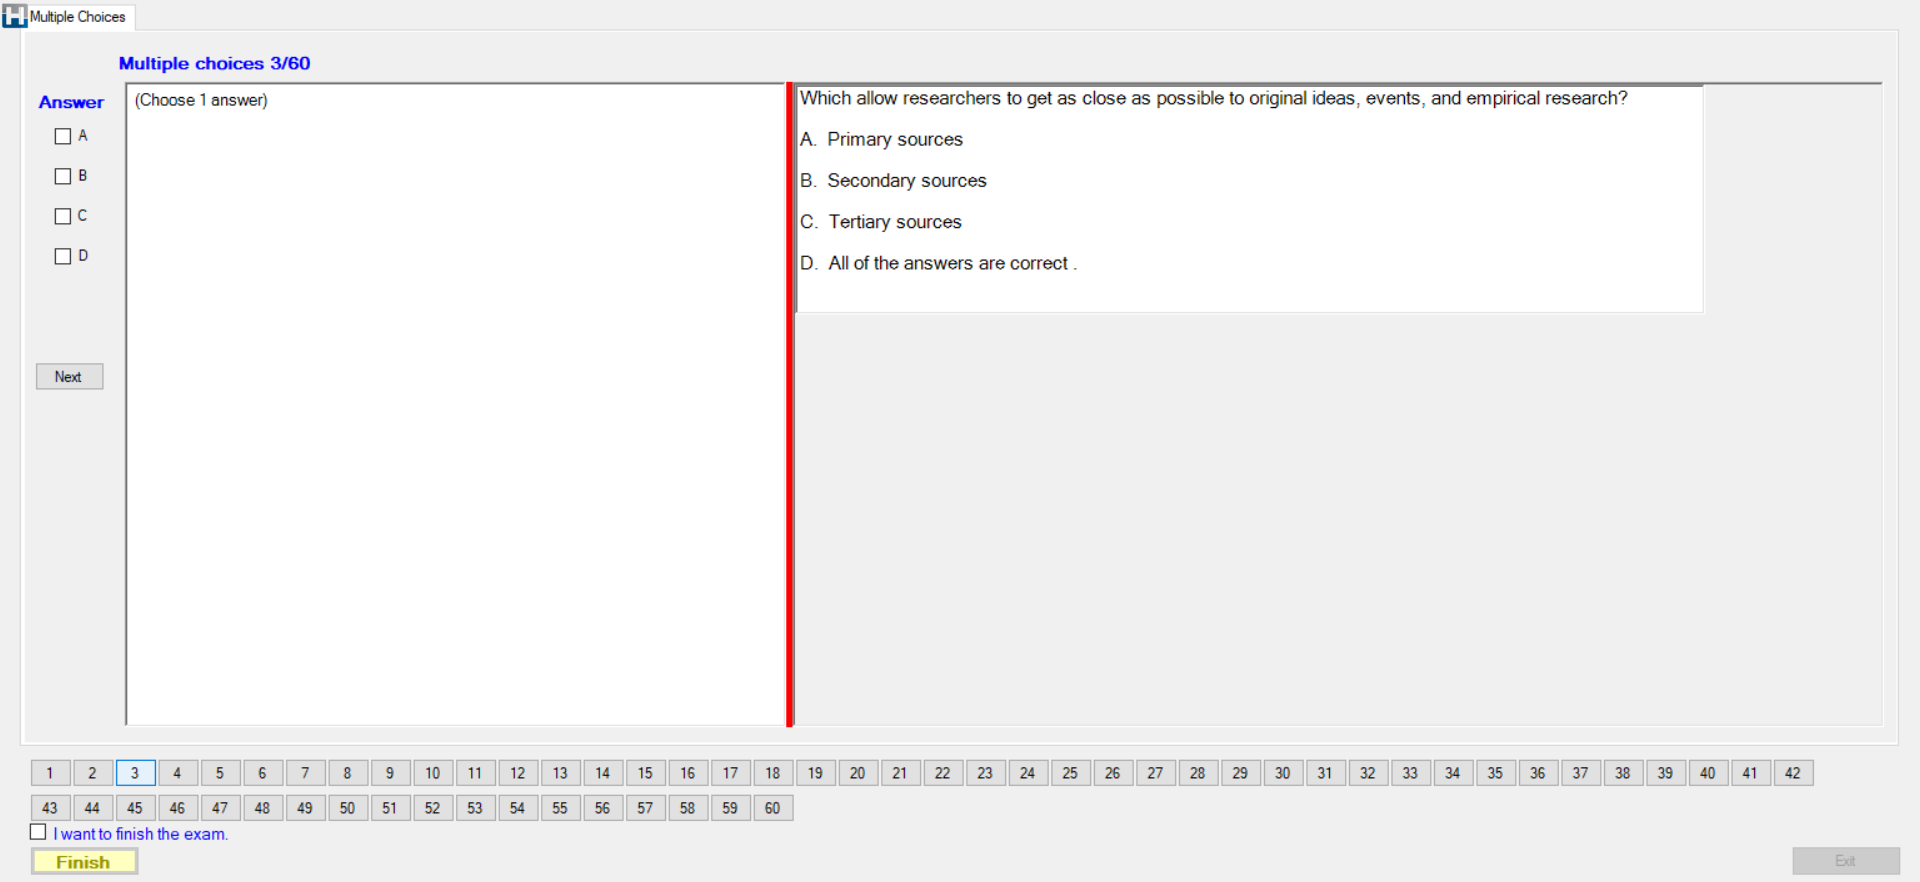 Multiple Choices
Multiple choices 3/60
Answer
A
B
C
D
Next
(Choose 1 answer)
Which allow researchers to get as close as possible to original ideas, events, and empirical research?
A. Primary sources
B. Secondary sources
C. Tertiary sources
D. All of the answers are correct .
1 2 3 4 5 6 7 8 9 10 11 12 13 14 15 16 17 18 19 20 21 22 23 24 25 26 27 28 29 30 31 32 33 34 35 36 37 38 39 40 41 42
43 44 45 46 47 48 49 50 51 52 53 54 55 56 57 58 59 60
I want to finish the exam.
Finish
Exit